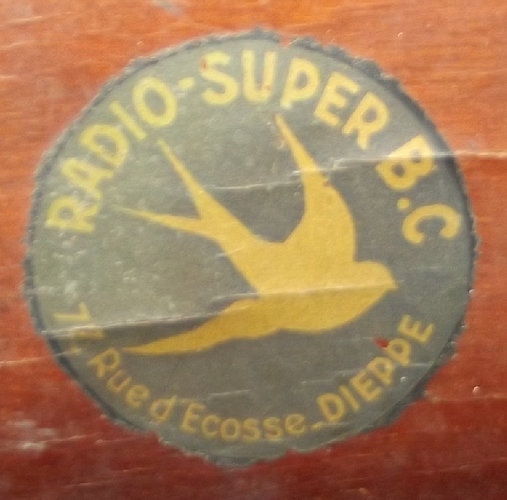 RADIO-SUPER B.C
Rue d'Ecosse_DIEPPE